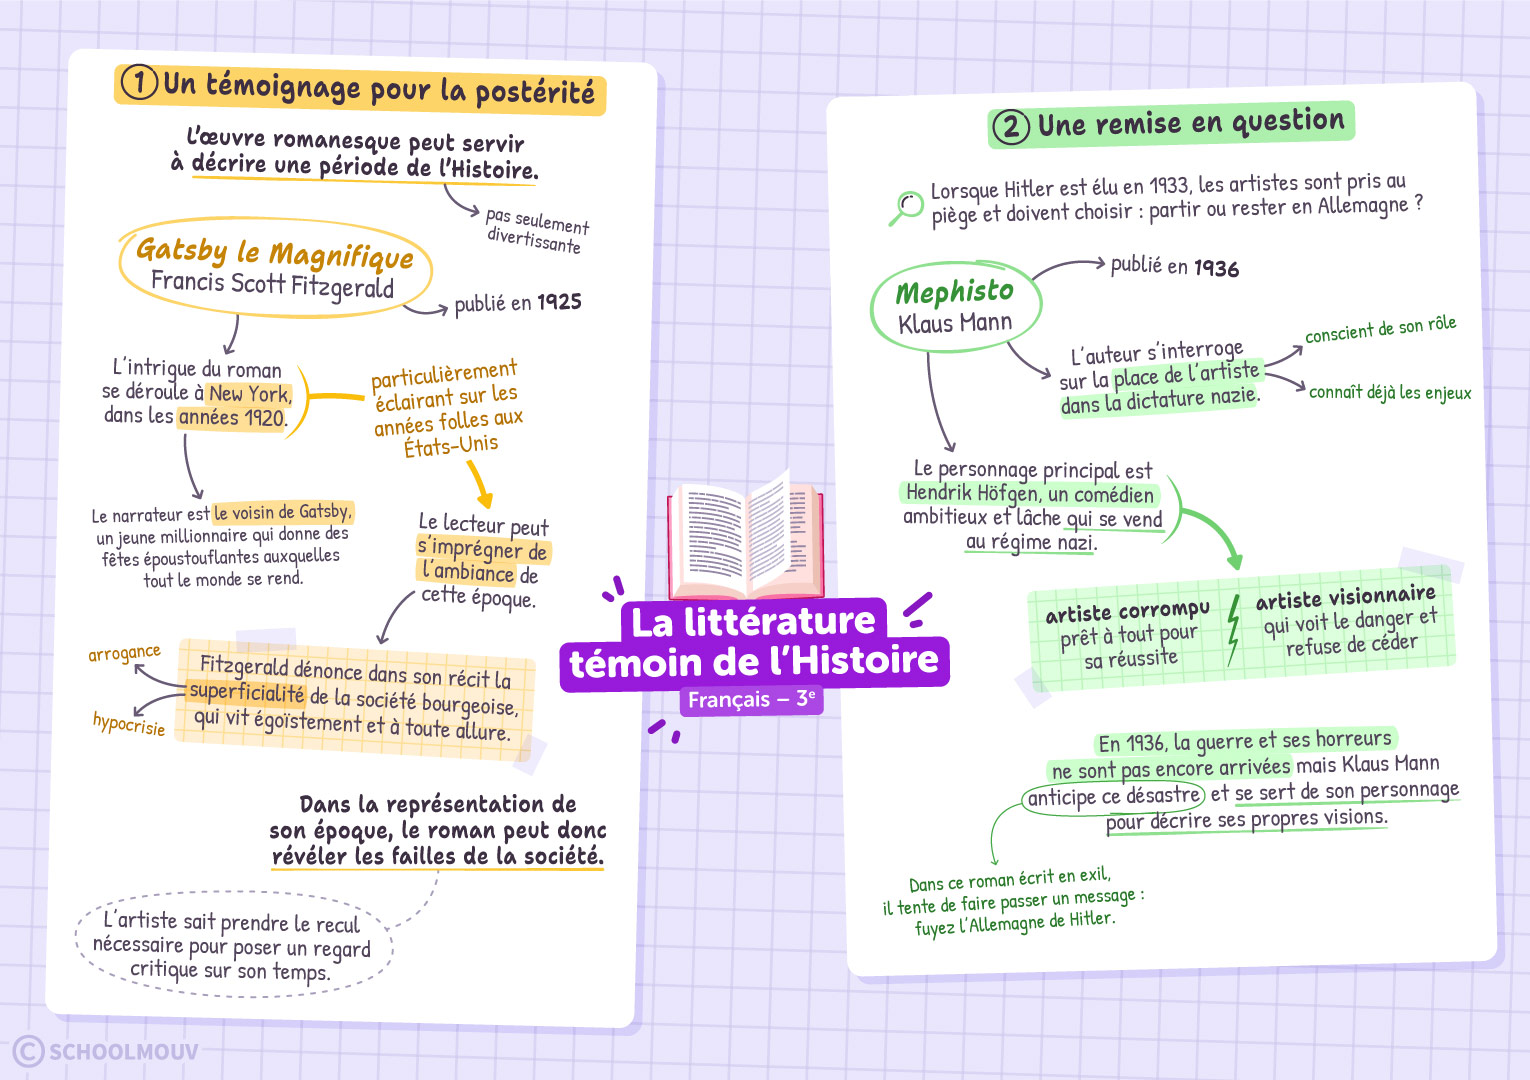 1 Un témoignage pour la postérité
L'œuvre romanesque peut servir
à décrire une période de l'Histoire.
pas seulement
divertissante
Gatsby le Magnifique
Francis Scott Fitzgerald
publié en 1925
L'intrigue du roman
se déroule à New York,
dans les années 1920.
particulièrement
éclairant sur les
années folles aux
États-Unis
Le narrateur est le voisin de Gatsby,
un jeune millionnaire qui donne des
fêtes époustouflantes auxquelles
tout le monde se rend.
Le lecteur peut
s'imprégner de
l'ambiance de
cette époque.
arrogance
hypocrisie
Fitzgerald dénonce dans son récit la
superficialité de la société bourgeoise,
qui vit égoïstement et à toute allure.
Dans la représentation de
son époque, le roman peut donc
révéler les failles de la société.
L'artiste sait prendre le recul
nécessaire pour poser un regard
critique sur son temps.
La littérature
témoin de l'Histoire
Français – 3e
2 Une remise en question
Lorsque Hitler est élu en 1933, les artistes sont pris au
piège et doivent choisir : partir ou rester en Allemagne ?
Mephisto
Klaus Mann
publié en 1936
L'auteur s'interroge
sur la place de l'artiste
dans la dictature nazie.
conscient de son rôle
connaît déjà les enjeux
Le personnage principal est
Hendrik Höfgen, un comédien
ambitieux et lâche qui se vend
au régime nazi.
artiste corrompu
prêt à tout pour
sa réussite
artiste visionnaire
qui voit le danger et
refuse de céder
En 1936, la guerre et ses horreurs
ne sont pas encore arrivées mais Klaus Mann
anticipe ce désastre et se sert de son personnage
pour décrire ses propres visions.
Dans ce roman écrit en exil,
il tente de faire passer un message :
fuyez l'Allemagne de Hitler.
© SCHOOLMOUV